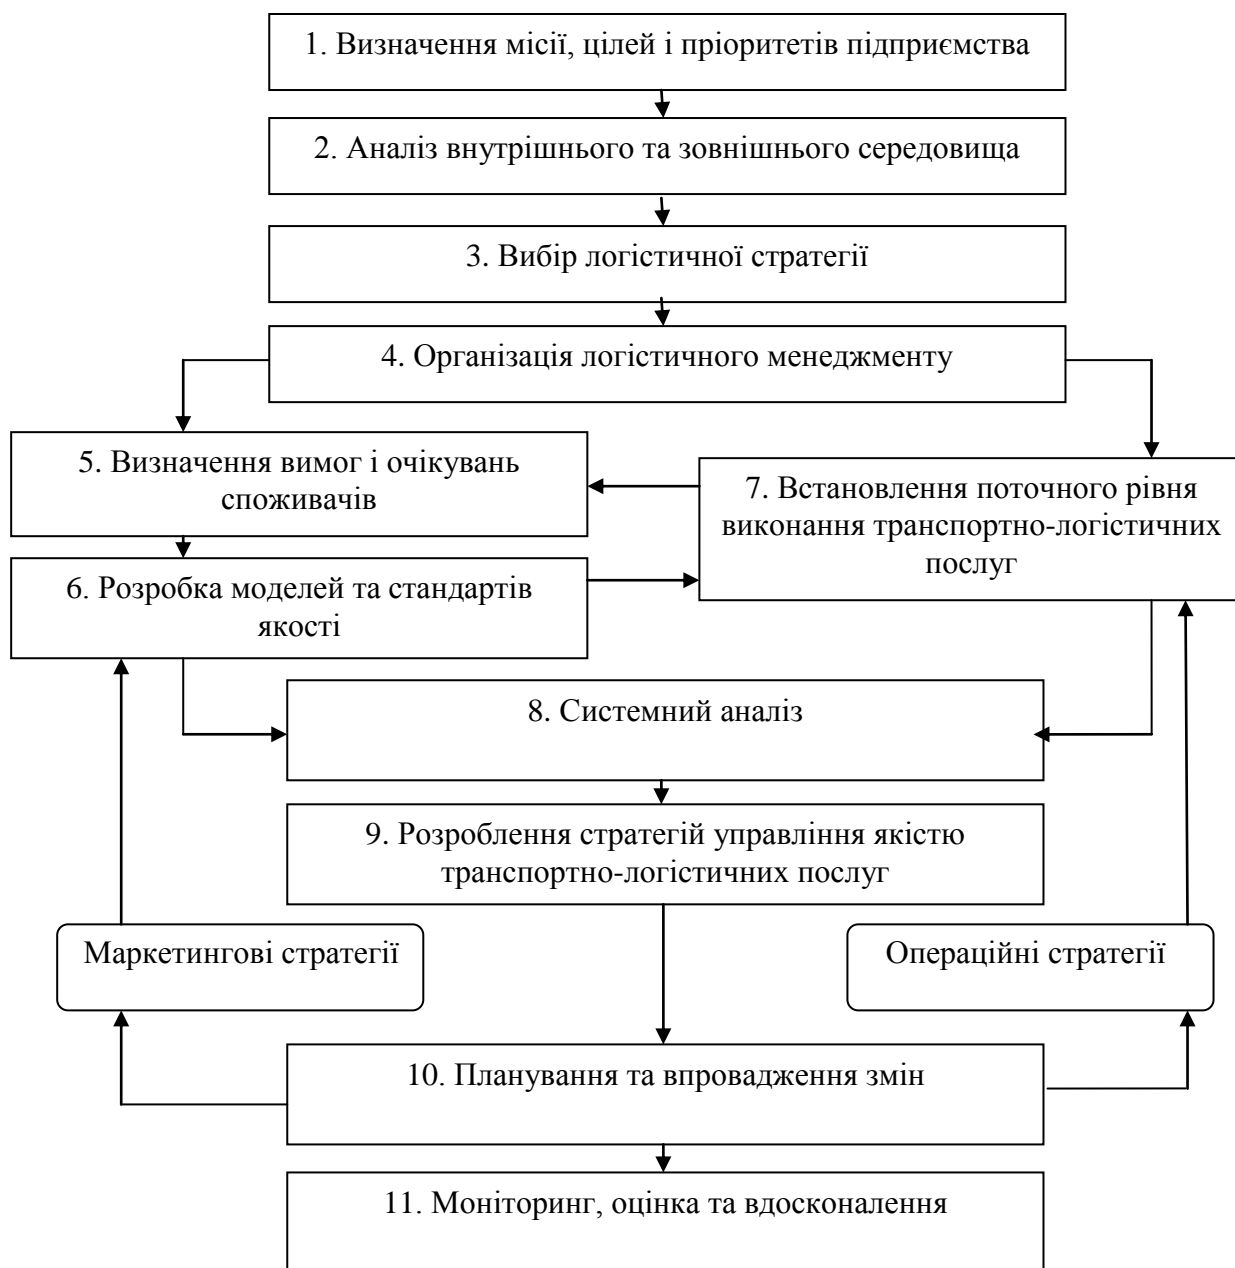 1. Визначення місії, цілей і пріоритетів підприємства
2. Аналіз внутрішнього та зовнішнього середовища
3. Вибір логістичної стратегії
4. Організація логістичного менеджменту
5. Визначення вимог і очікувань
споживачів
7. Встановлення поточного рівня
виконання транспортно-логістичних
послуг
6. Розробка моделей та стандартів
якості
8. Системний аналіз
9. Розроблення стратегій управління якістю
транспортно-логістичних послуг
Маркетингові стратегії
Операційні стратегії
10. Планування та впровадження змін
11. Моніторинг, оцінка та вдосконалення